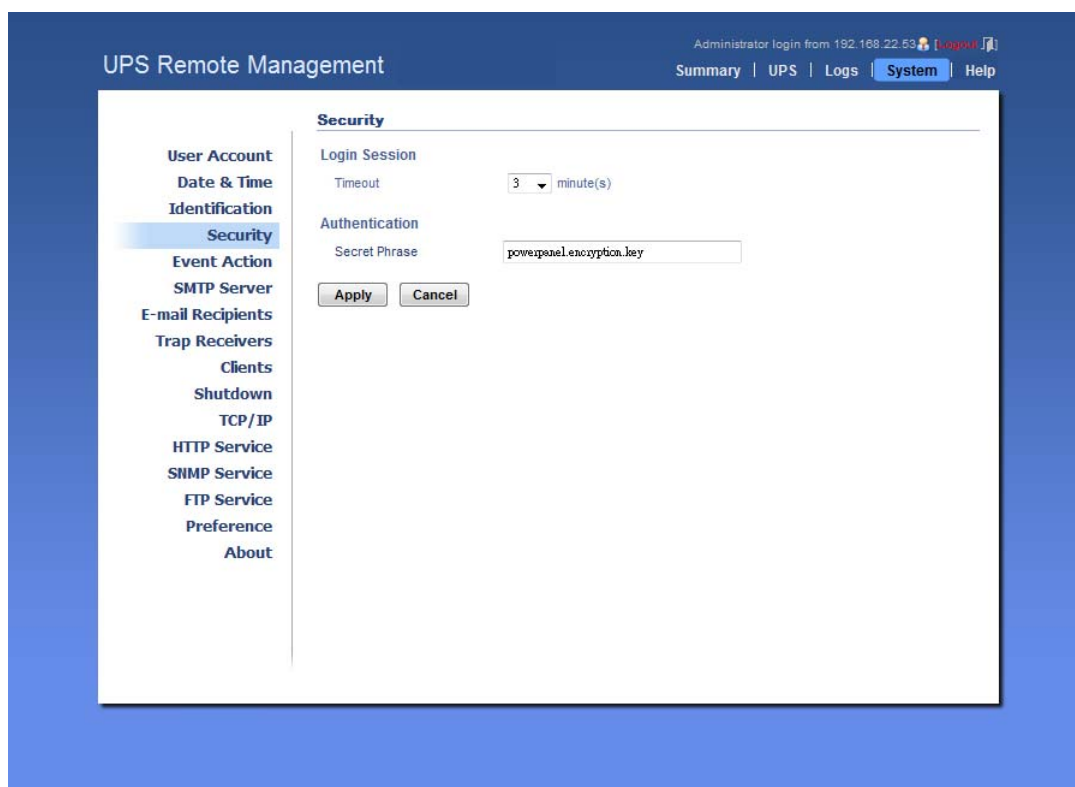 Administrator login from 192.168.22.53 [Logout]
UPS Remote Management
Summary | UPS | Logs | System | Help
Security
User Account
Date & Time
Identification
Security
Event Action
SMTP Server
E-mail Recipients
Trap Receivers
Clients
Shutdown
TCP/IP
HTTP Service
SNMP Service
FTP Service
Preference
About
Login Session
Timeout 3 minute(s)
Authentication
Secret Phrase powerpanel.encryption.key
Apply Cancel